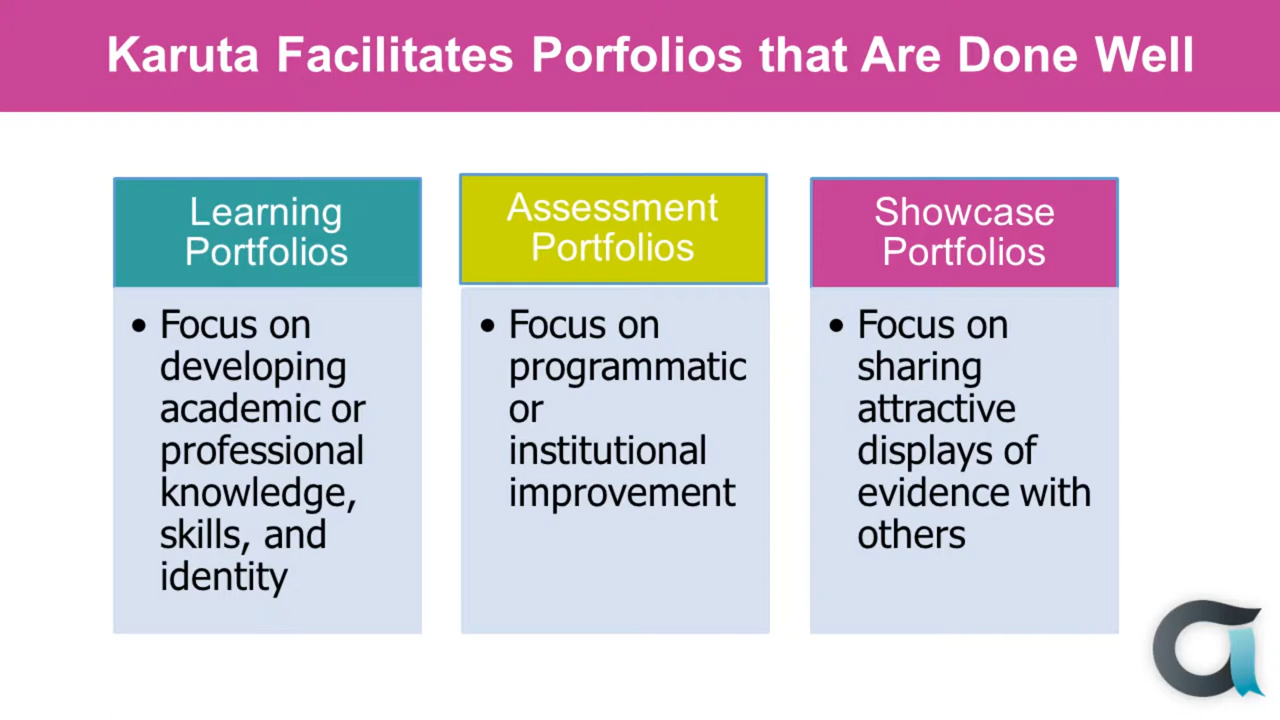 Karuta Facilitates Porfolios that Are Done Well
Learning
Portfolios
• Focus on
developing
academic or
professional
knowledge,
skills, and
identity
Assessment
Portfolios
• Focus on
programmatic
or
institutional
improvement
Showcase
Portfolios
• Focus on
sharing
attractive
displays of
evidence with
others